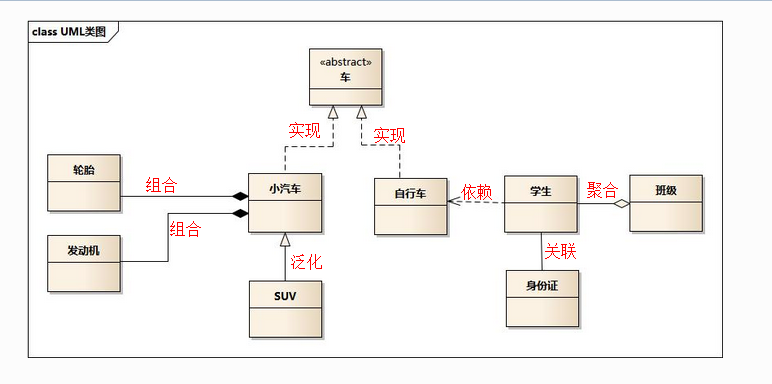 class UML类图
«abstract»
车
实现
实现
轮胎
组合
小汽车
自行车
依赖
学生
聚合
班级
组合
发动机
泛化
关联
SUV
身份证